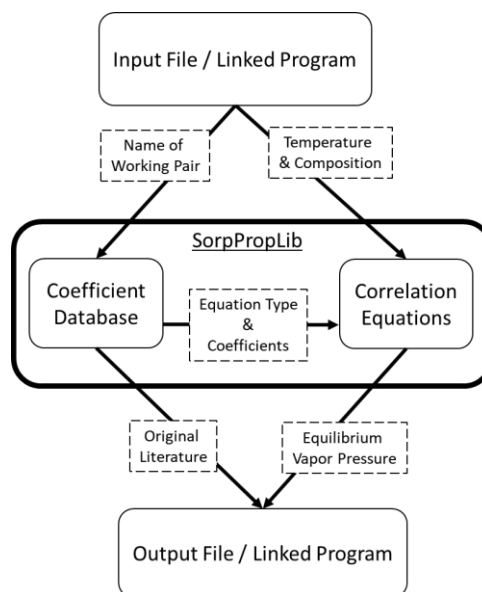 Input File / Linked Program
Name of
Working Pair
Temperature
& Composition
SorpPropLib
Coefficient
Database
Equation Type
&
Coefficients
Correlation
Equations
Original
Literature
Equilibrium
Vapor Pressure
Output File / Linked Program